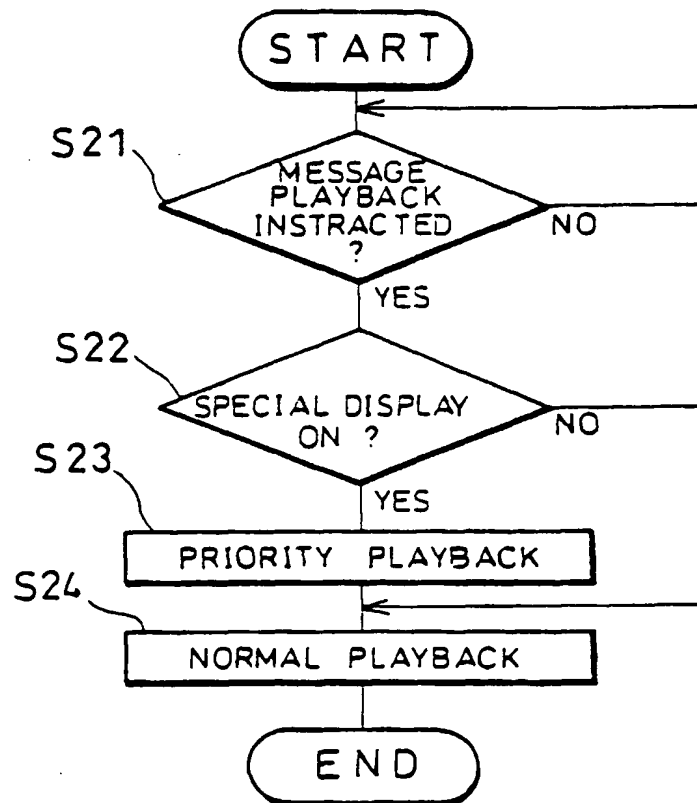 START
S21
MESSAGE
PLAYBACK
INSTRACTED
?
NO
YES
S22
SPECIAL DISPLAY
ON ?
NO
S23
YES
PRIORITY PLAYBACK
S24
NORMAL PLAYBACK
END